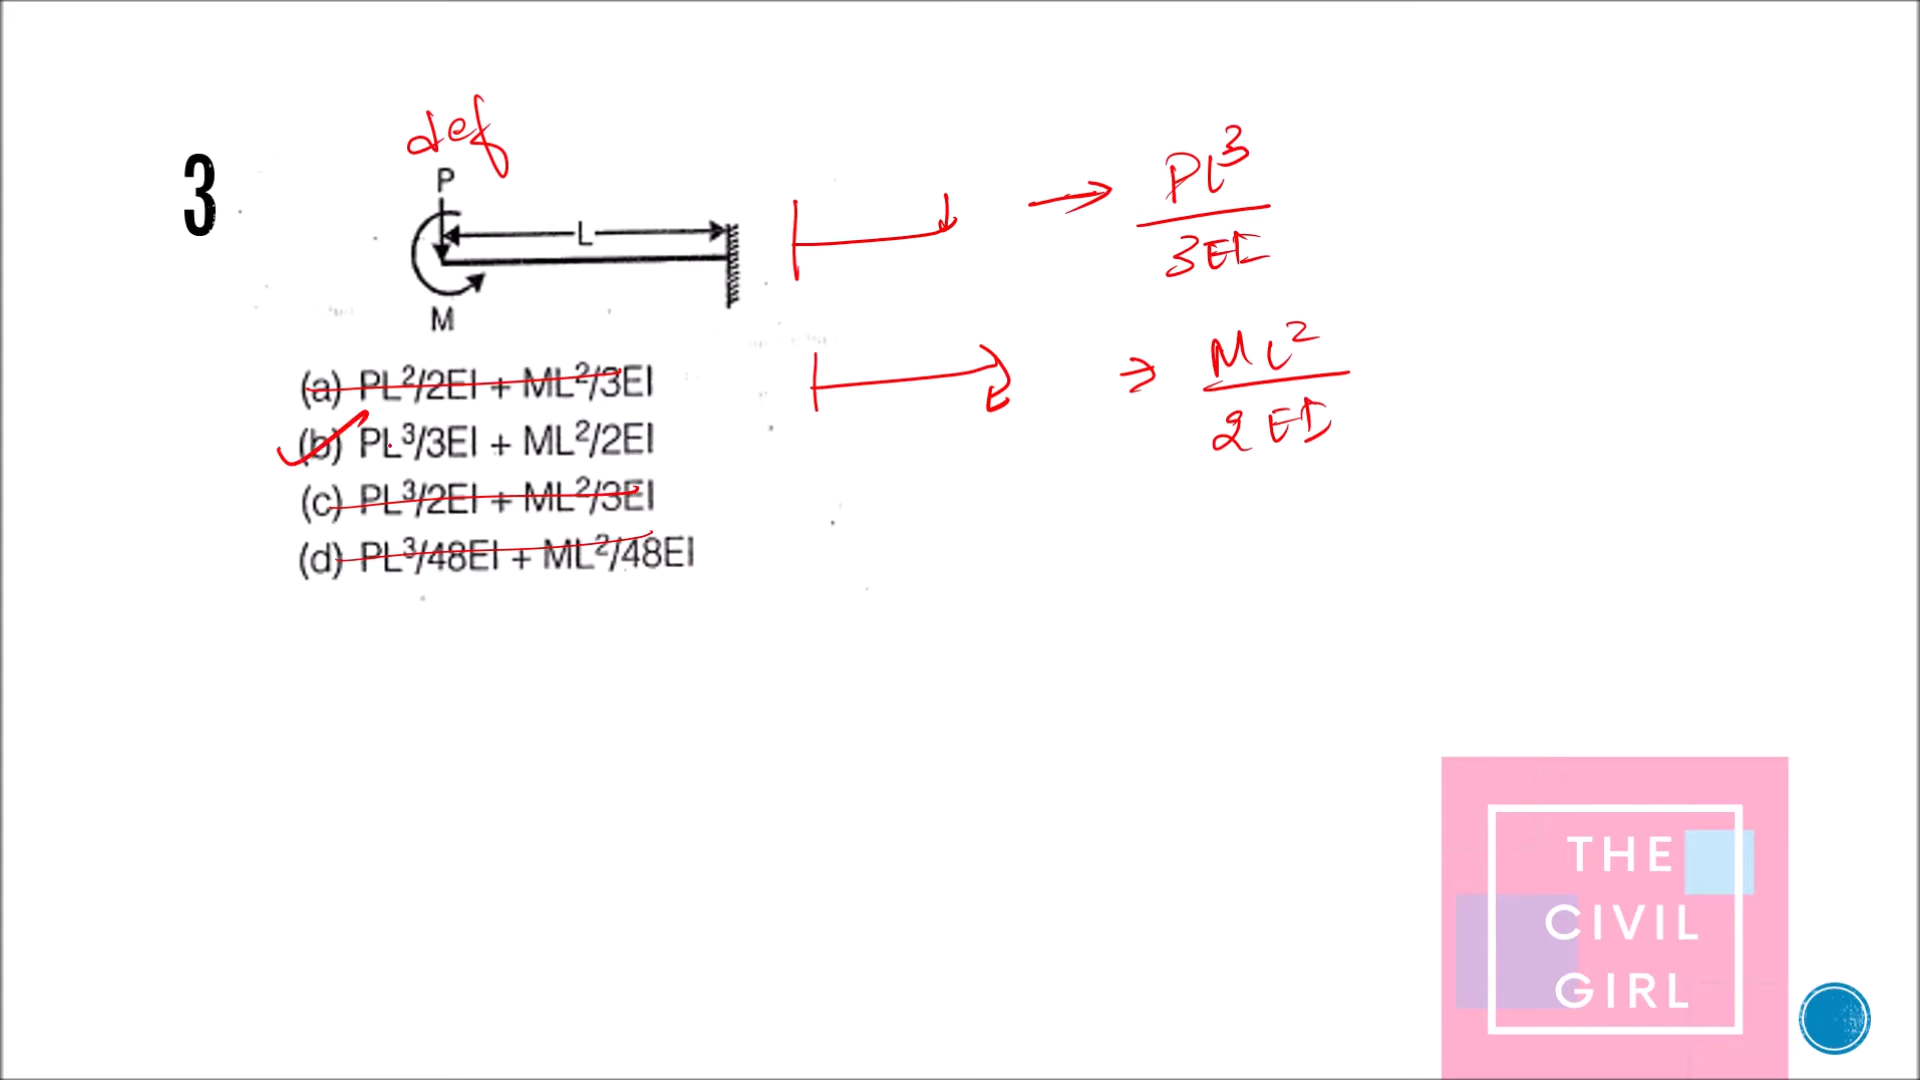 3
def
P
L
M
(a) PL²/2EI + ML²/3EI
(b) PL³/3EI + ML²/2EI
(c) PL³/2EI + ML²/3EI
(d) PL³/48EI + ML²/48EI
→ PL³
3EI
⇒ ML²
2EI
THE
CIVIL
GIRL